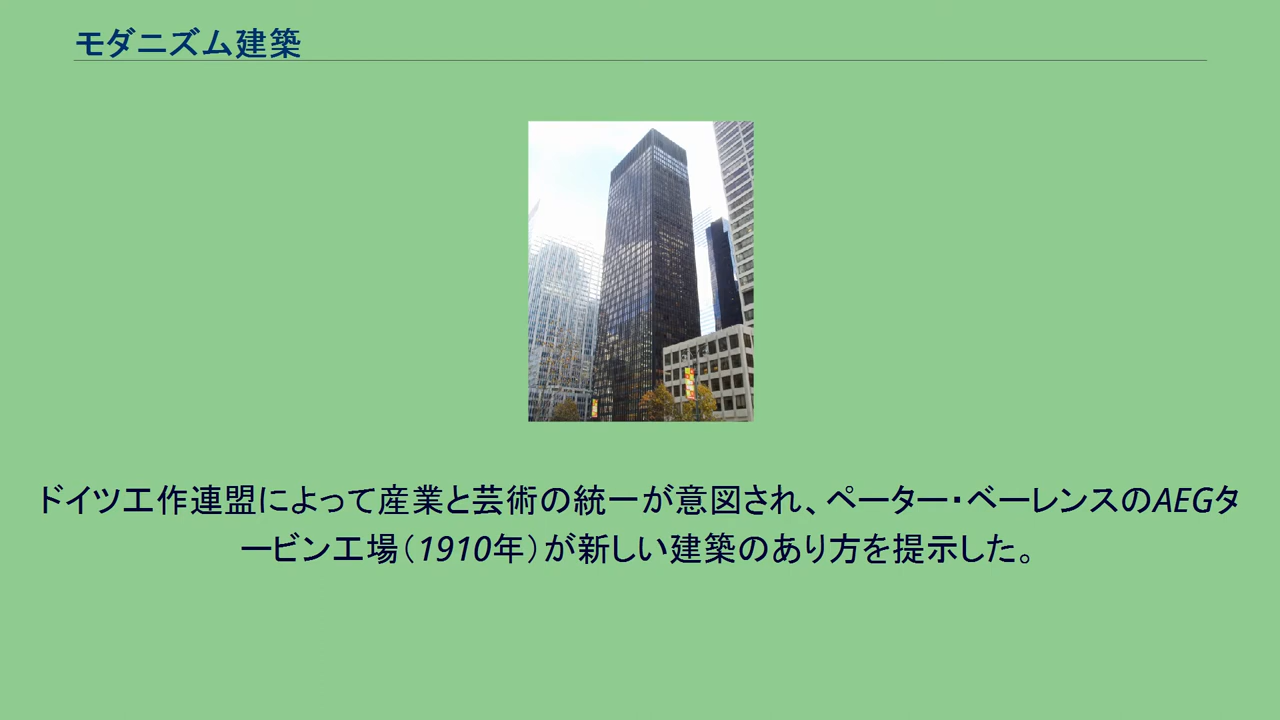 モダニズム建築
ドイツ工作連盟によって産業と芸術の統一が意図され、ペーター・ベーレンスのAEGタ
ービン工場（1910年）が新しい建築のあり方を提示した。